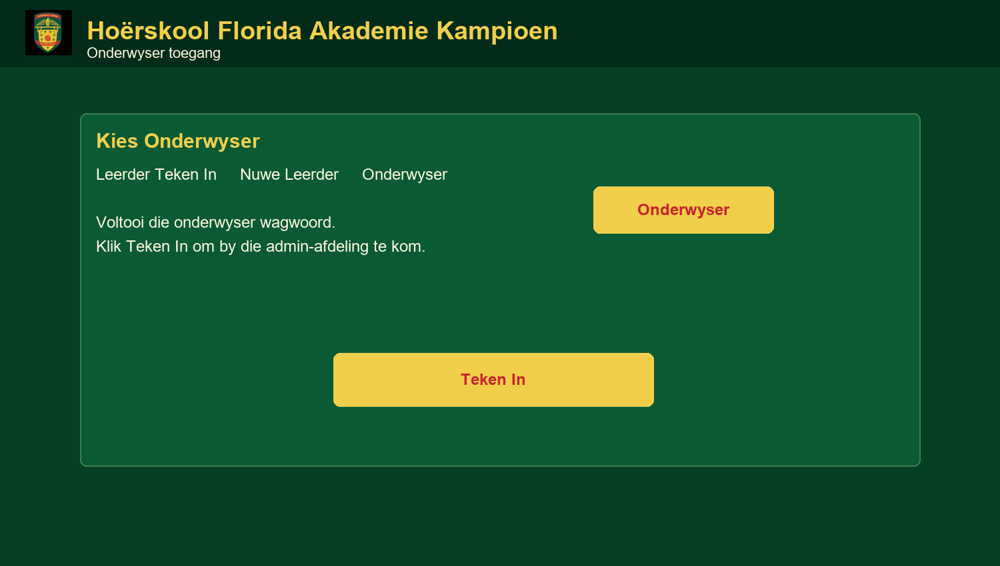 Hoërskool Florida Akademie Kampioen
Onderwyser toegang
Kies Onderwyser
Leerder Teken In Nuwe Leerder Onderwyser
Onderwyser
Voltooi die onderwyser wagwoord.
Klik Teken In om by die admin-afdeling te kom.
Teken In